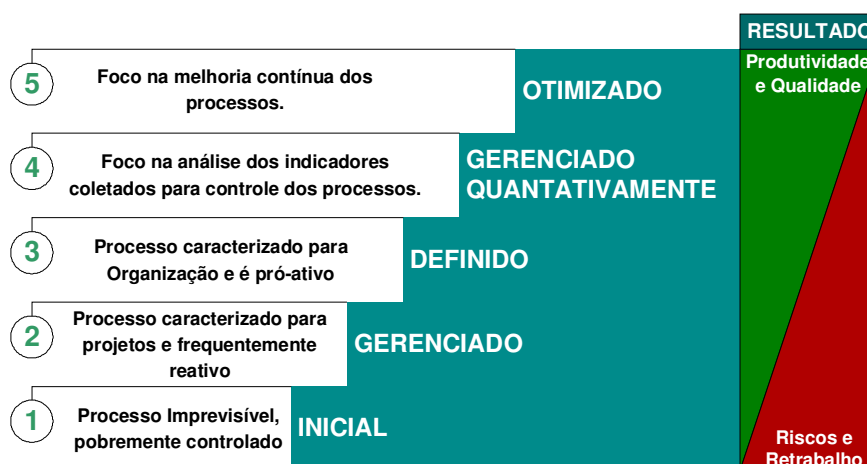 RESULTADO
Produtividade
e Qualidade
5
Foco na melhoria contínua dos
processos.
OTIMIZADO
4
Foco na análise dos indicadores
coletados para controle dos processos.
GERENCIADO
QUANTATIVAMENTE
3
Processo caracterizado para
Organização e é pró-ativo
DEFINIDO
2
Processo caracterizado para
projetos e frequentemente
reativo
GERENCIADO
1
Processo Imprevisível,
pobremente controlado
INICIAL
Riscos e
Retrabalho